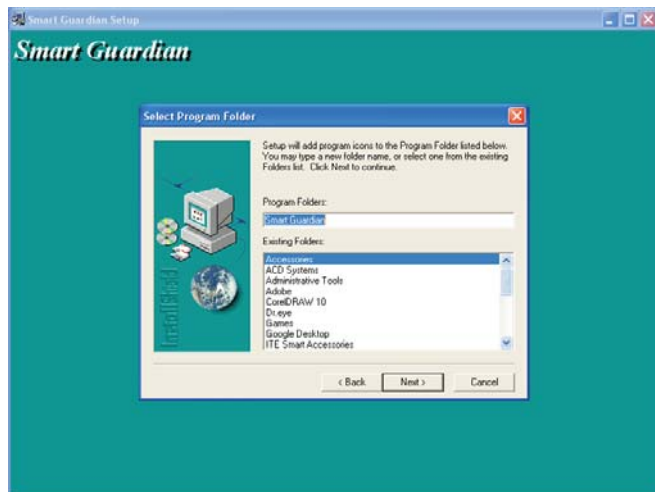 Smart Guardian Setup
Smart Guardian
Select Program Folder
Setup will add program icons to the Program Folder listed below.
You may type a new folder name, or select one from the existing
Folders list. Click Next to continue.
Program Folders:
Smart Guardian
Existing Folders:
Accessories
ACD Systems
Administrative Tools
Adobe
CorelDRAW 10
Dr.eye
Games
Google Desktop
ITE Smart Accessories
InstallShield
< Back
Next >
Cancel